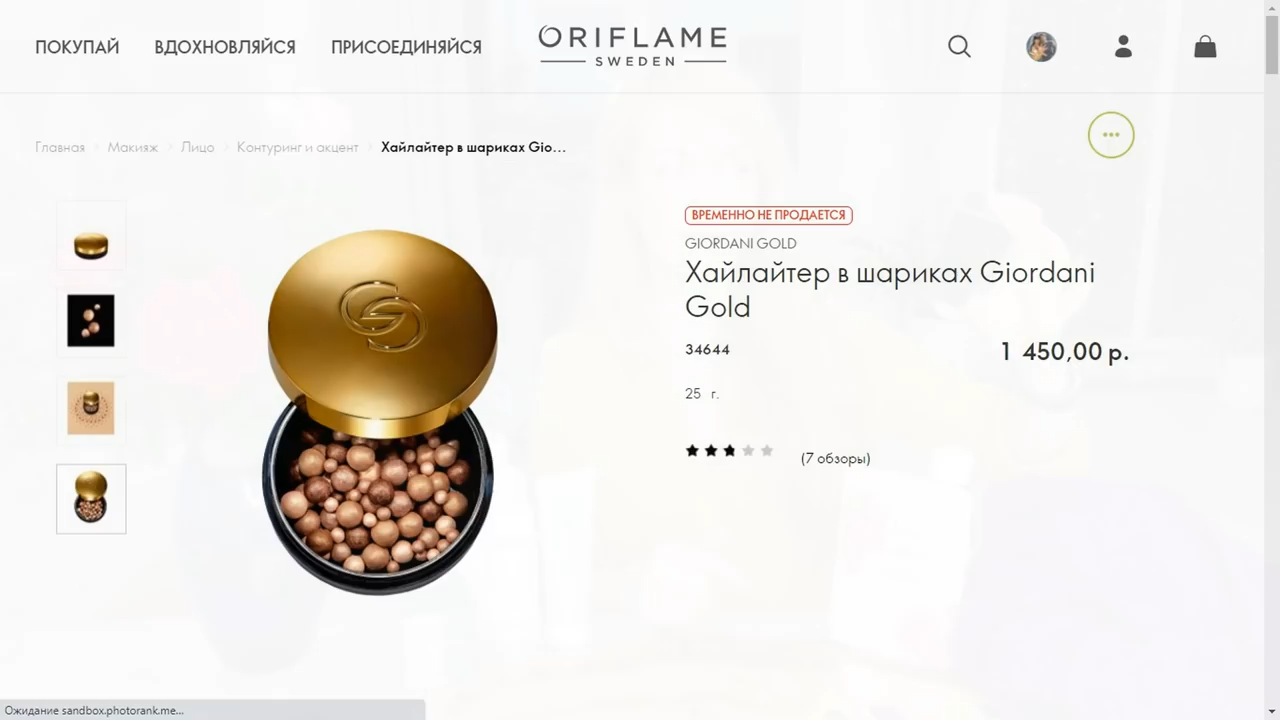 ПОКУПАЙ
ВДОХНОВЛЯЙСЯ
ПРИСОЕДИНЯЙСЯ
ORIFLAME
SWEDEN
Главная
Макияж
Лицо
Контуринг и акцент
Хайлайтер в шариках Gio...
ВРЕМЕННО НЕ ПРОДАЕТСЯ
GIORDANI GOLD
Хайлайтер в шариках Giordani
Gold
34644
1 450,00 р.
25 г.
(7 обзоры)
Ожидание sandbox.photorank.me...